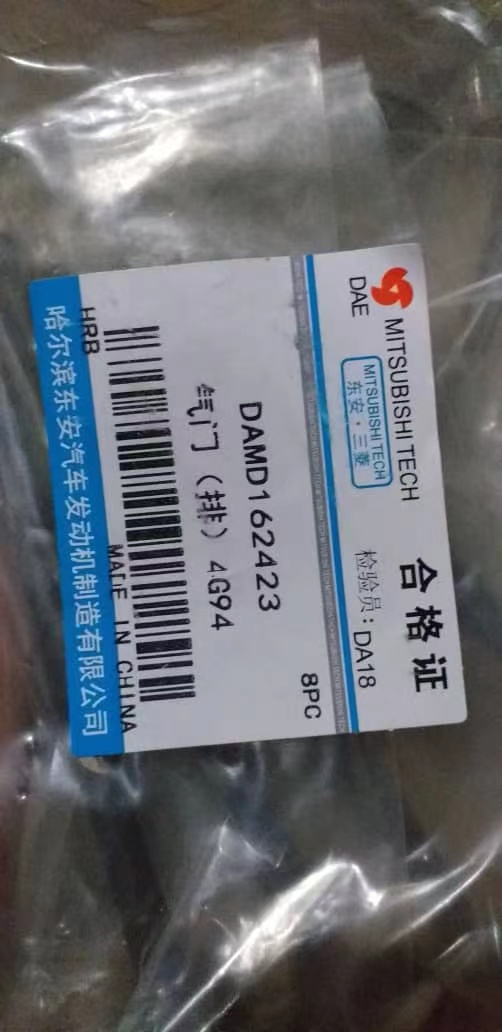 DAE
MITSUBISHI TECH
合格证
MITSUBISHI TECH
东安·三菱
检验员：DA18
8PC
DAMD162423
气门（排）4G94
HRB
MADE IN CHINA
哈尔滨东安汽车发动机制造有限公司